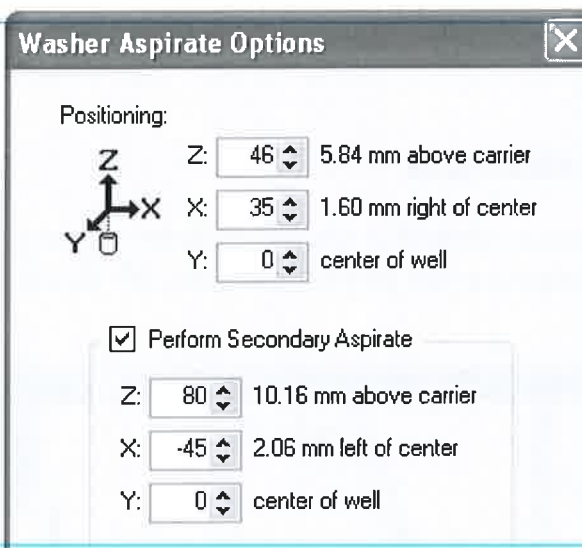 Washer Aspirate Options
Positioning:
Z
X
Y
Z: 46 5.84 mm above carrier
X: 35 1.60 mm right of center
Y: 0 center of well
Perform Secondary Aspirate
Z: 80 10.16 mm above carrier
X: -45 2.06 mm left of center
Y: 0 center of well